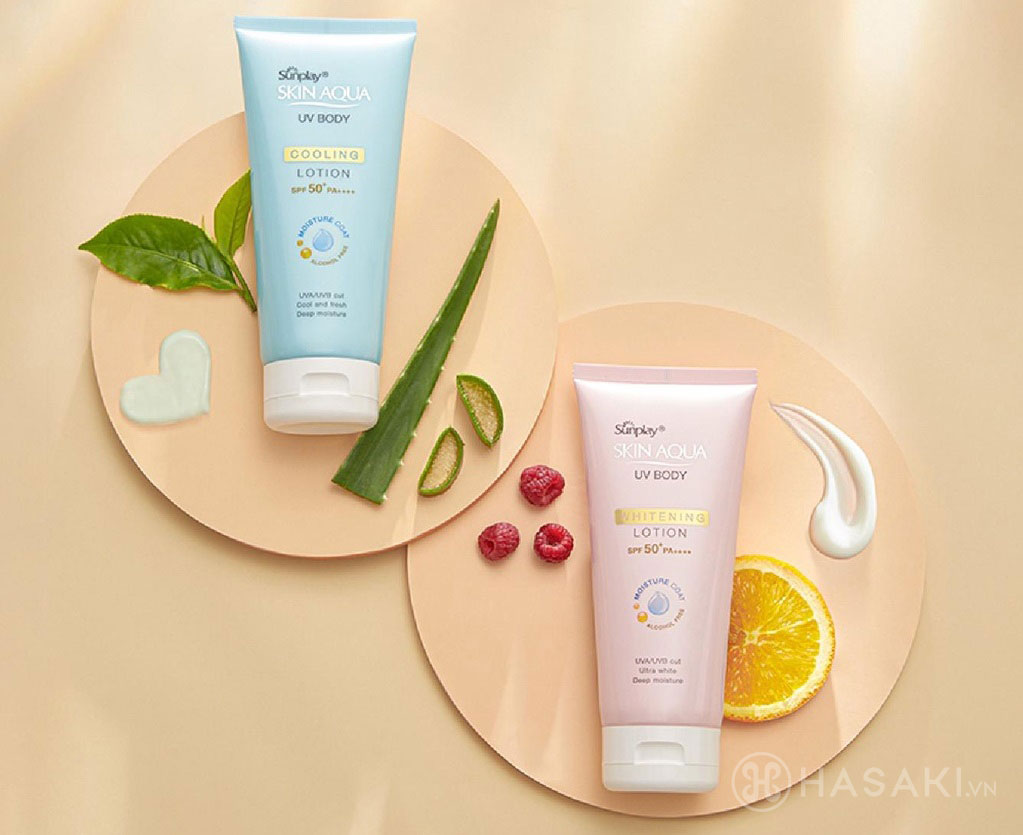 Sunplay®
SKIN AQUA
UV BODY
COOLING
LOTION
SPF 50+ PA++++
MOISTURE COAT
ALCOHOL FREE
UVA/UVB cut
Cool and fresh
Deep moisture
Sunplay®
SKIN AQUA
UV BODY
WHITENING
LOTION
SPF 50+ PA++++
MOISTURE COAT
ALCOHOL FREE
UVA/UVB cut
Ultra white
Deep moisture
HASAKI.VN